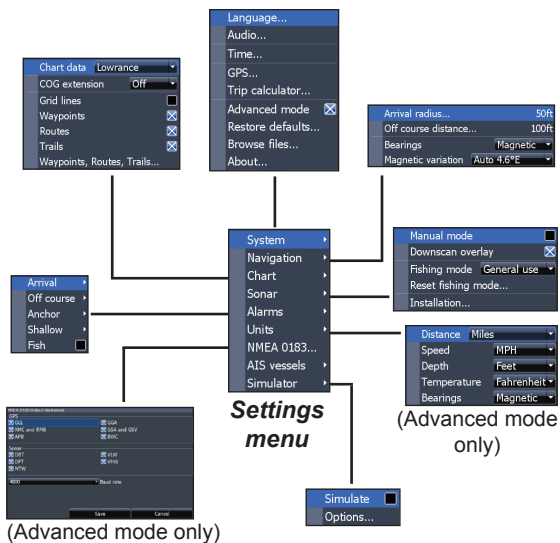 Language...
Audio...
Time...
GPS...
Trip calculator...
Advanced mode
Restore defaults...
Browse files...
About...
Chart data Lowrance
COG extension Off
Grid lines
Waypoints
Routes
Trails
Waypoints, Routes, Trails...
Arrival radius... 50ft
Off course distance... 100ft
Bearings Magnetic
Magnetic variation Auto 4.6°E
System
Navigation
Chart
Sonar
Alarms
Units
NMEA 0183...
AIS vessels
Simulator
Settings
menu
Manual mode
Downscan overlay
Fishing mode General use
Reset fishing mode...
Installation...
Arrival
Off course
Anchor
Shallow
Fish
Distance Miles
Speed MPH
Depth Feet
Temperature Fahrenheit
Bearings Magnetic
(Advanced mode
only)
NMEA 0183 Output Sentences
GPS
GLL GGA
RMC and RMB GSA and GSV
APB BWC
Sonar
DBT VLW
DPT VHW
MTW
4800 Baud rate
Save Cancel
(Advanced mode only)
Simulate
Options...